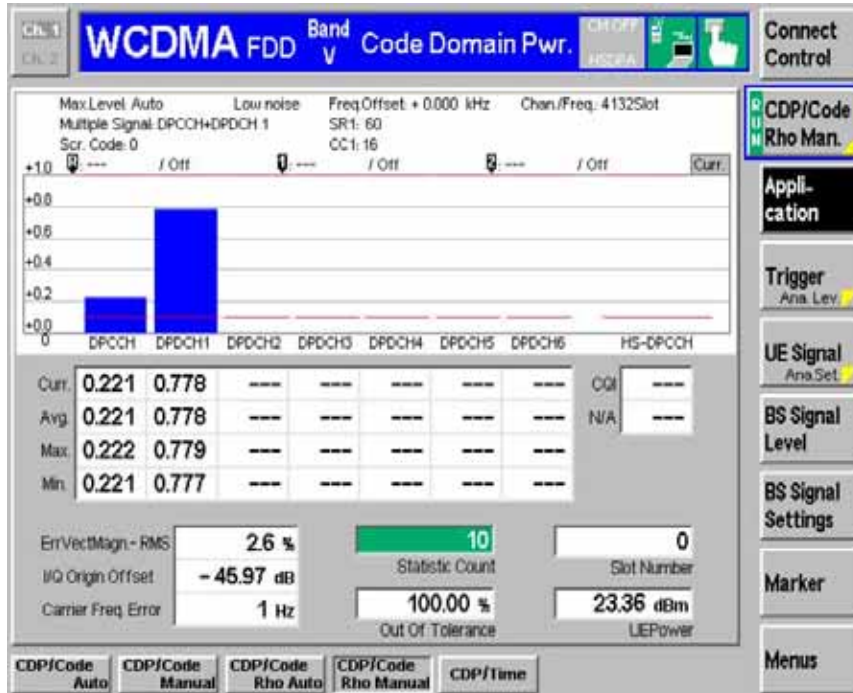 Ch. 1
Ch. 2
WCDMA FDD Band V Code Domain Pwr.
CM OFF
HSDPA
Connect Control
Max.Level: Auto Low noise Freq.Offset: + 0.000 kHz Chan./Freq.: 4132Slot
Multiple Signal: DPCCH+DPDCH 1 SR1: 60
Scr. Code: 0 CC1: 16
--- / Off 1: --- / Off 2: --- / Off Curr.
+1.0
+0.8
+0.6
+0.4
+0.2
+0.0
0 DPCCH DPDCH1 DPDCH2 DPDCH3 DPDCH4 DPDCH5 DPDCH6 HS-DPCCH
Curr. 0.221 0.778 --- --- --- --- --- CQI ---
Avg. 0.221 0.778 --- --- --- --- --- N/A ---
Max. 0.222 0.779 --- --- --- --- ---
Min. 0.221 0.777 --- --- --- --- ---
ErrVectMagn.- RMS 2.6 %
I/Q Origin Offset - 45.97 dB
Carrier Freq. Error 1 Hz
10
Statistic Count
100.00 %
Out Of Tolerance
0
Slot Number
23.36 dBm
UEPower
RUN
CDP/Code Rho Man.
Appli-
cation
Trigger
Ana. Lev.
UE Signal
Ana.Set.
BS Signal
Level
BS Signal
Settings
Marker
Menus
CDP/Code Auto
CDP/Code Manual
CDP/Code Rho Auto
CDP/Code Rho Manual
CDP/Time